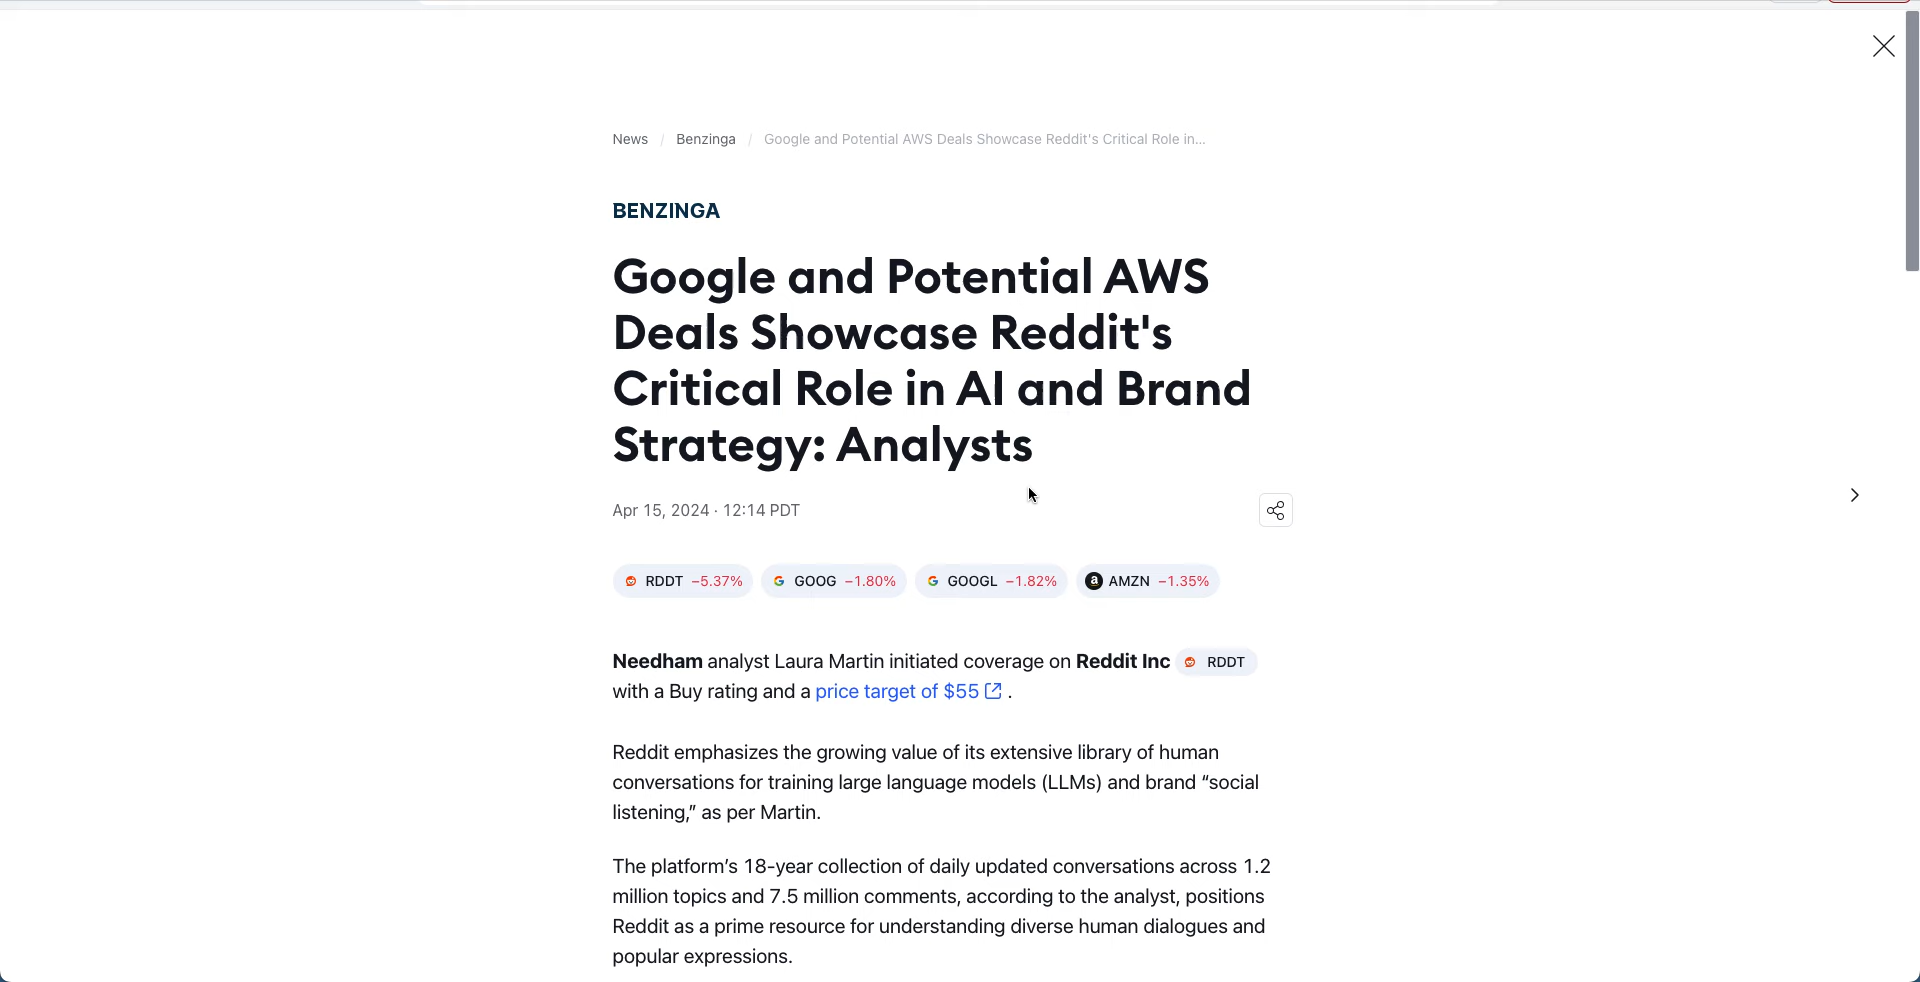 News / Benzinga / Google and Potential AWS Deals Showcase Reddit's Critical Role in...
BENZINGA
Google and Potential AWS
Deals Showcase Reddit's
Critical Role in AI and Brand
Strategy: Analysts
Apr 15, 2024 · 12:14 PDT
RDDT −5.37% GOOG −1.80% GOOGL −1.82% AMZN −1.35%
Needham analyst Laura Martin initiated coverage on Reddit Inc RDDT
with a Buy rating and a price target of $55 .
Reddit emphasizes the growing value of its extensive library of human
conversations for training large language models (LLMs) and brand “social
listening,” as per Martin.
The platform’s 18-year collection of daily updated conversations across 1.2
million topics and 7.5 million comments, according to the analyst, positions
Reddit as a prime resource for understanding diverse human dialogues and
popular expressions.